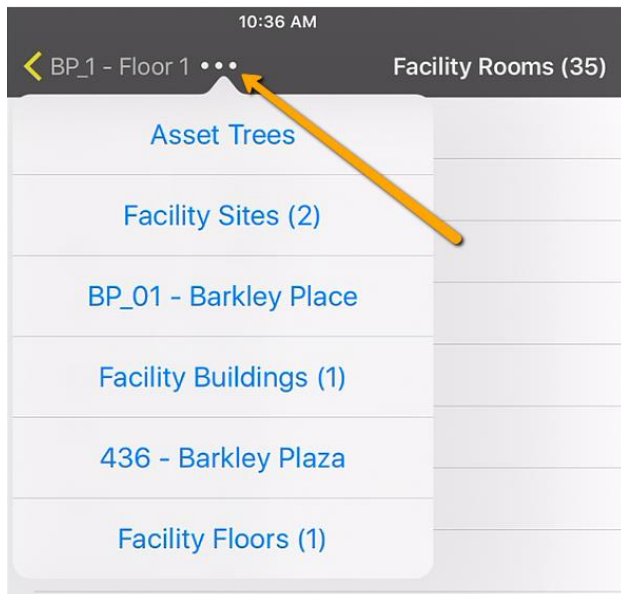 10:36 AM
BP_1 - Floor 1 •••
Facility Rooms (35)
Asset Trees
Facility Sites (2)
BP_01 - Barkley Place
Facility Buildings (1)
436 - Barkley Plaza
Facility Floors (1)